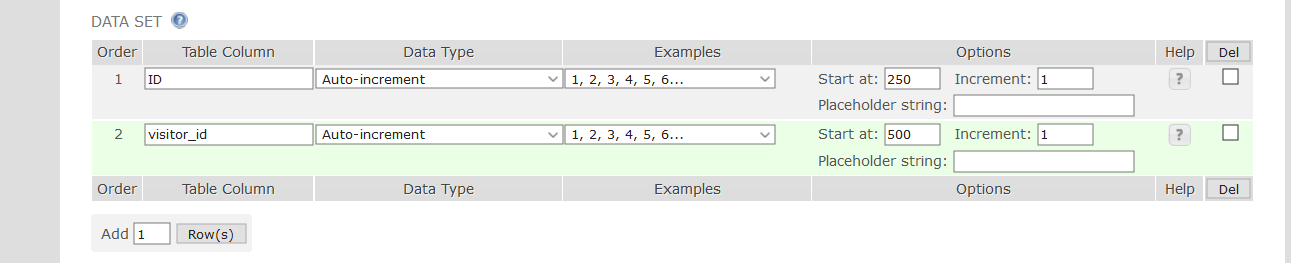 DATA SET ?
Order Table Column Data Type Examples Options Help Del
1 ID Auto-increment 1, 2, 3, 4, 5, 6... Start at: 250 Increment: 1 ?
Placeholder string:
2 visitor_id Auto-increment 1, 2, 3, 4, 5, 6... Start at: 500 Increment: 1 ?
Placeholder string:
Order Table Column Data Type Examples Options Help Del
Add 1 Row(s)